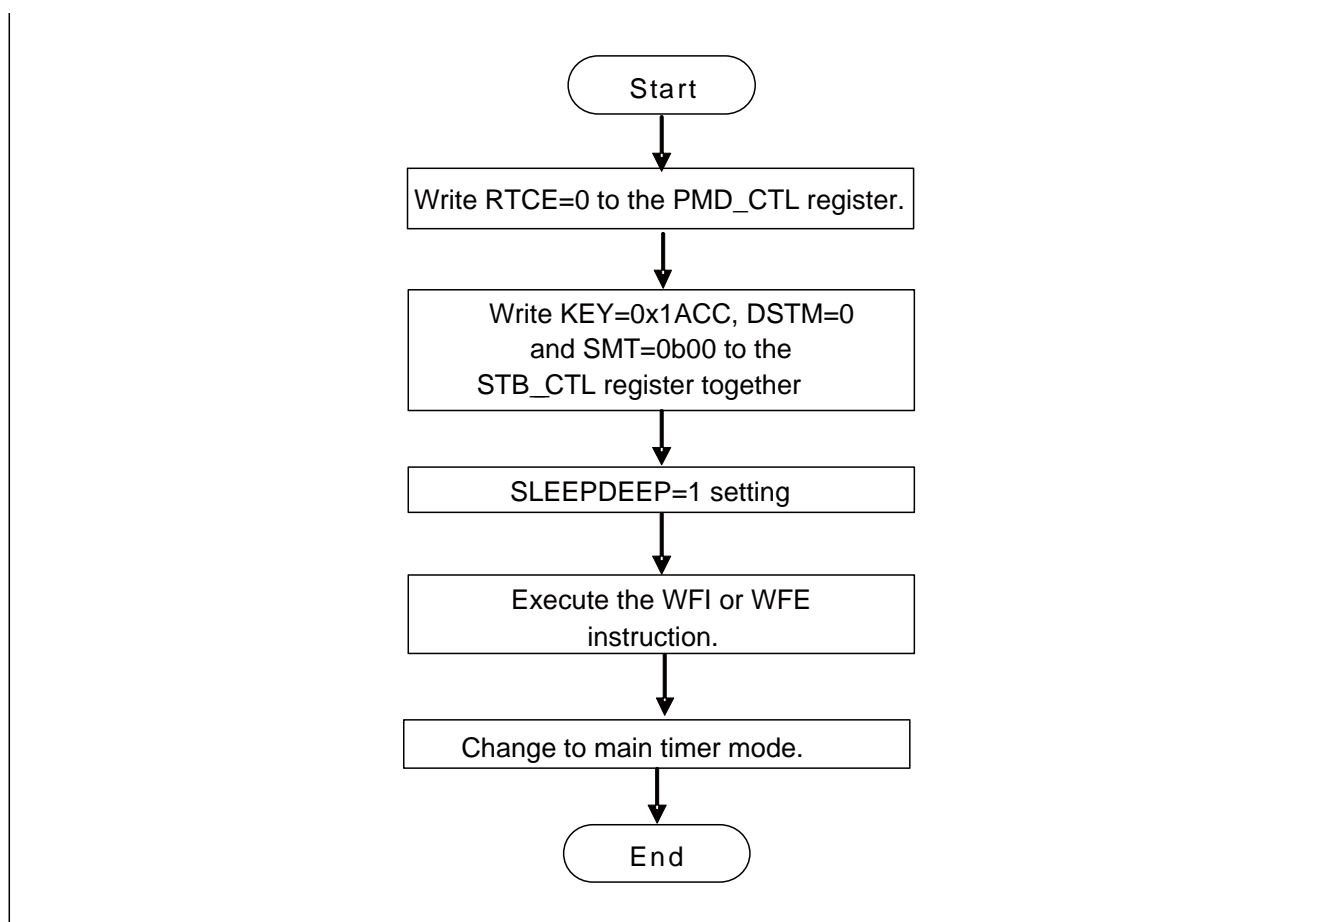 Start
Write RTCE=0 to the PMD_CTL register.
Write KEY=0x1ACC, DSTM=0
and SMT=0b00 to the
STB_CTL register together
SLEEPDEEP=1 setting
Execute the WFI or WFE
instruction.
Change to main timer mode.
End